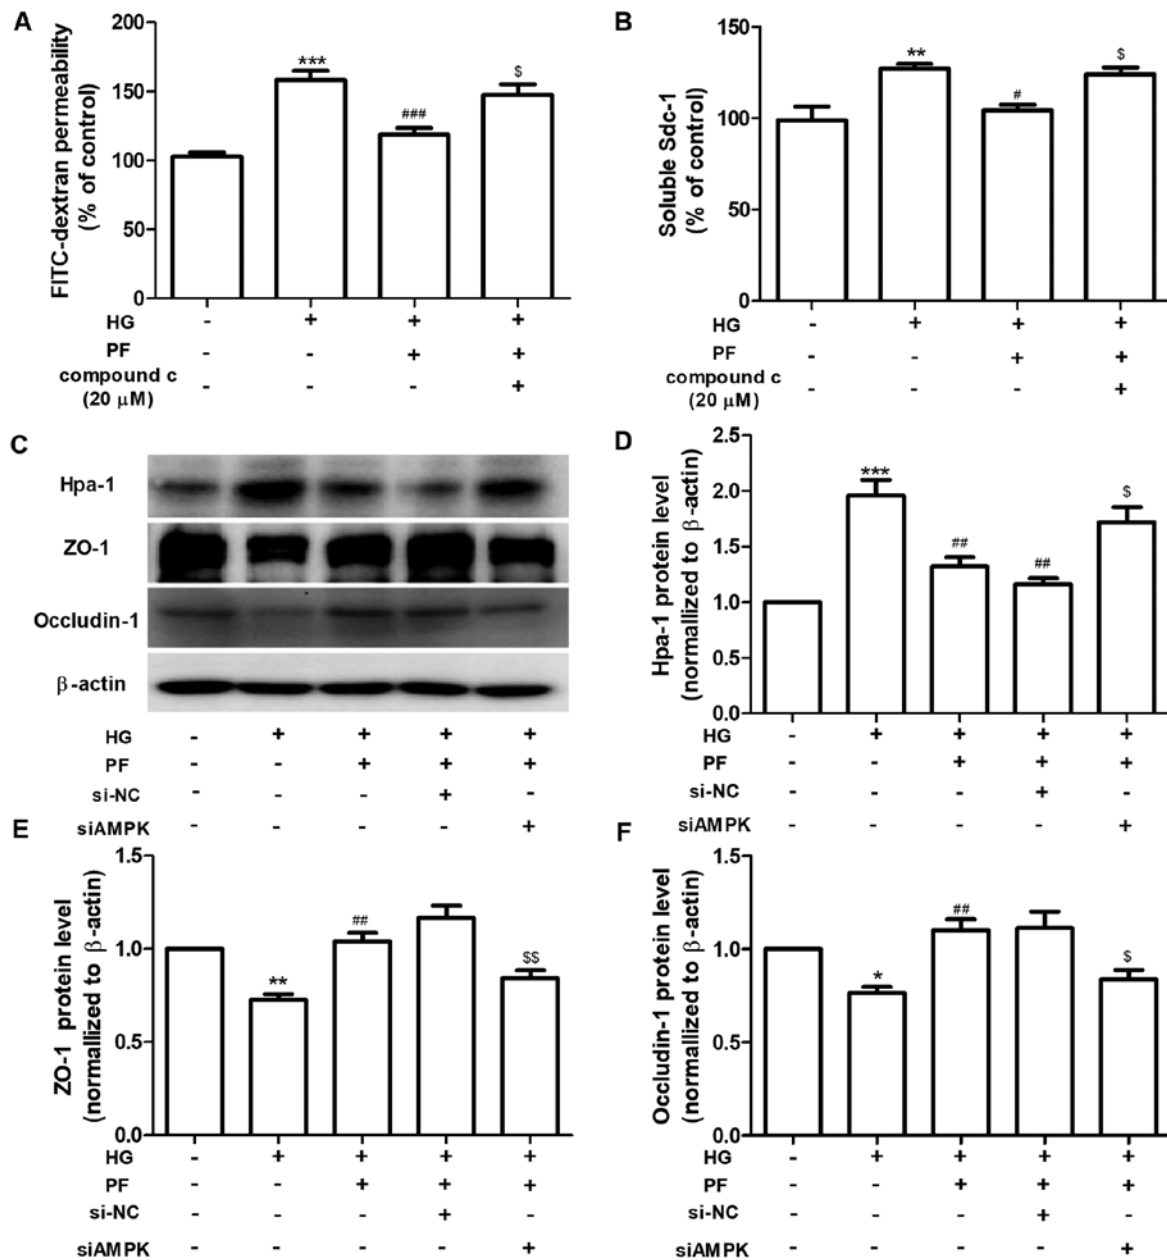 A
FITC-dextran permeability
(% of control)
200
150
100
50
0
***
###
$
HG - + + +
PF - - + +
compound c
(20 μM) - - - +
B
Soluble Sdc-1
(% of control)
150
100
50
0
**
#
$
HG - + + +
PF - - + +
compound c
(20 μM) - - - +
C
Hpa-1
ZO-1
Occludin-1
β-actin
HG - + + + +
PF - - + + +
si-NC - - - + -
siAMPK - - - - +
D
Hpa-1 protein level
(normallized to β-actin)
2.5
2.0
1.5
1.0
0.5
0.0
***
##
##
$
HG - + + + +
PF - - + + +
si-NC - - - + -
siAMPK - - - - +
E
ZO-1 protein level
(normallized to β-actin)
1.5
1.0
0.5
0.0
**
##
$$
HG - + + + +
PF - - + + +
si-NC - - - + -
siAMPK - - - - +
F
Occludin-1 protein level
(normallized to β-actin)
1.5
1.0
0.5
0.0
*
##
$
HG - + + + +
PF - - + + +
si-NC - - - + -
siAMPK - - - - +